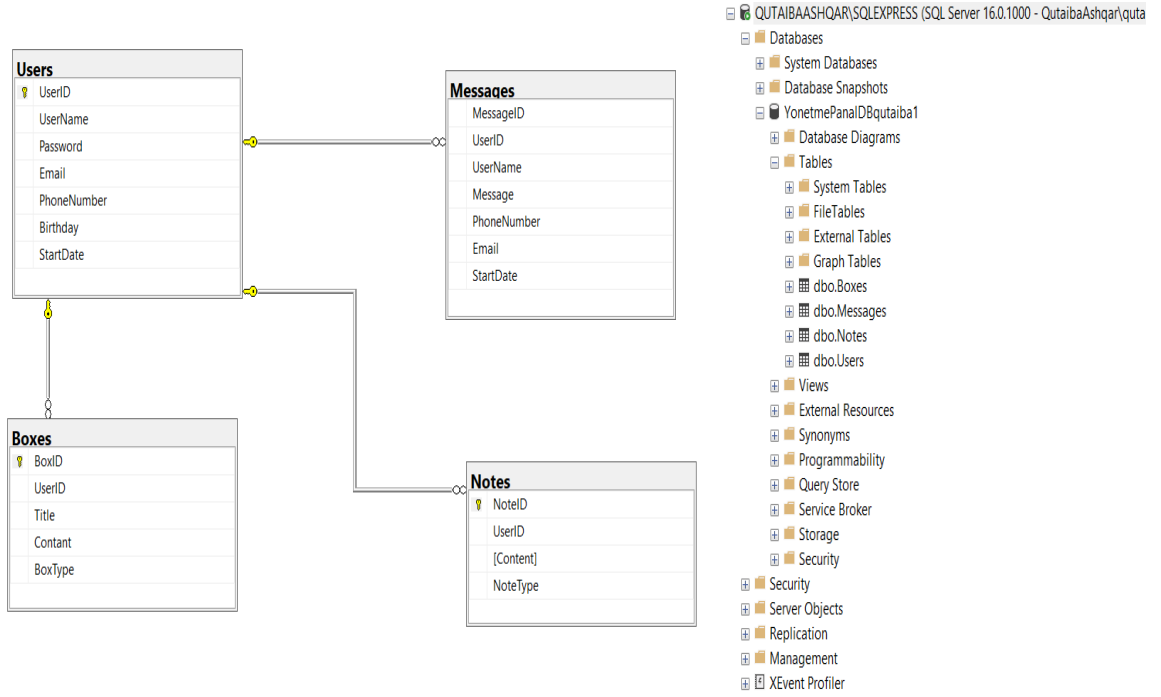 Users
UserID
UserName
Password
Email
PhoneNumber
Birthday
StartDate
Messages
MessageID
UserID
UserName
Message
PhoneNumber
Email
StartDate
Boxes
BoxID
UserID
Title
Contant
BoxType
Notes
NoteID
UserID
[Content]
NoteType
QUTAIBAASHQAR\SQLEXPRESS (SQL Server 16.0.1000 - QutaibaAshqar\quta
Databases
System Databases
Database Snapshots
YonetmePanalDBqutaiba1
Database Diagrams
Tables
System Tables
FileTables
External Tables
Graph Tables
dbo.Boxes
dbo.Messages
dbo.Notes
dbo.Users
Views
External Resources
Synonyms
Programmability
Query Store
Service Broker
Storage
Security
Security
Server Objects
Replication
Management
XEvent Profiler